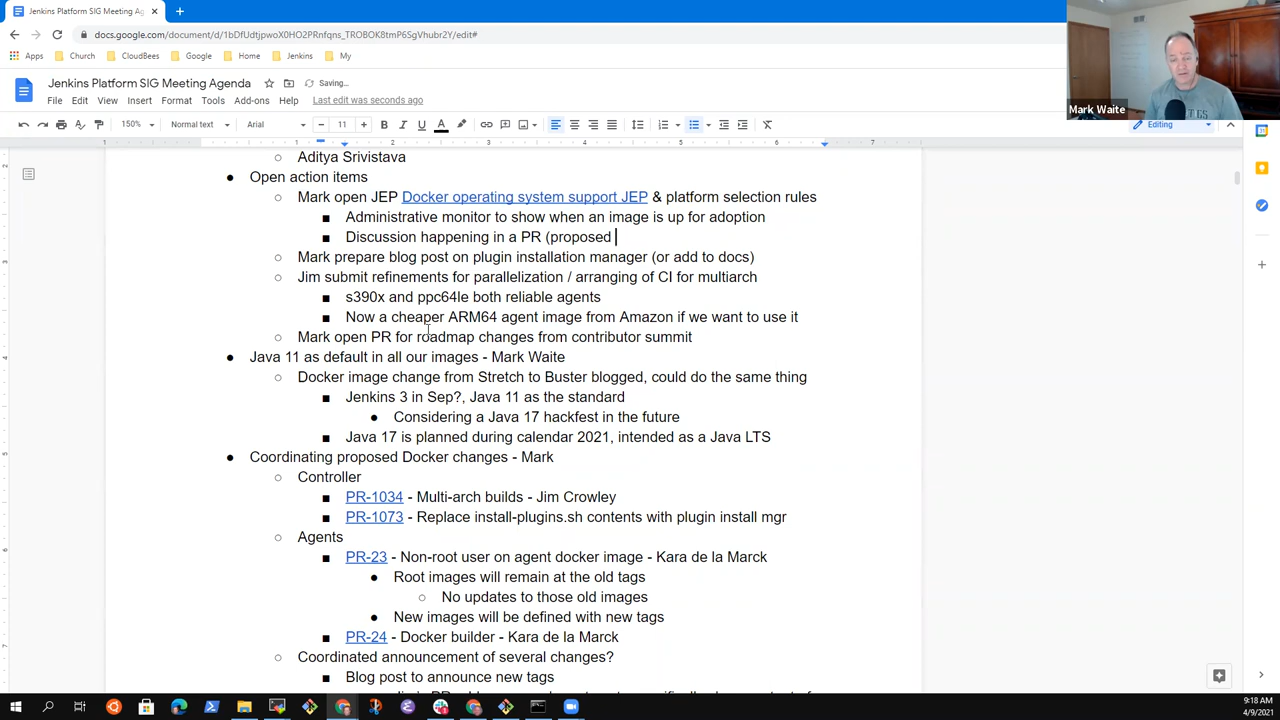 Jenkins Platform SIG Meeting Ag
docs.google.com/document/d/1bDfUdtjpwoX0HO2PRnfqns_TROBOK8tmP6SgVhubr2Y/edit#
Apps Church CloudBees Google Home Jenkins My
Jenkins Platform SIG Meeting Agenda Saving...
File Edit View Insert Format Tools Add-ons Help Last edit was seconds ago
150% Normal text Arial 11 Editing
Mark Waite
1 1 2 3 4 5 6 7
Aditya Srivistava
Open action items
Mark open JEP Docker operating system support JEP & platform selection rules
Administrative monitor to show when an image is up for adoption
Discussion happening in a PR (proposed
Mark prepare blog post on plugin installation manager (or add to docs)
Jim submit refinements for parallelization / arranging of CI for multiarch
s390x and ppc64le both reliable agents
Now a cheaper ARM64 agent image from Amazon if we want to use it
Mark open PR for roadmap changes from contributor summit
Java 11 as default in all our images - Mark Waite
Docker image change from Stretch to Buster blogged, could do the same thing
Jenkins 3 in Sep?, Java 11 as the standard
Considering a Java 17 hackfest in the future
Java 17 is planned during calendar 2021, intended as a Java LTS
Coordinating proposed Docker changes - Mark
Controller
PR-1034 - Multi-arch builds - Jim Crowley
PR-1073 - Replace install-plugins.sh contents with plugin install mgr
Agents
PR-23 - Non-root user on agent docker image - Kara de la Marck
Root images will remain at the old tags
No updates to those old images
New images will be defined with new tags
PR-24 - Docker builder - Kara de la Marck
Coordinated announcement of several changes?
Blog post to announce new tags
9:18 AM
4/9/2021